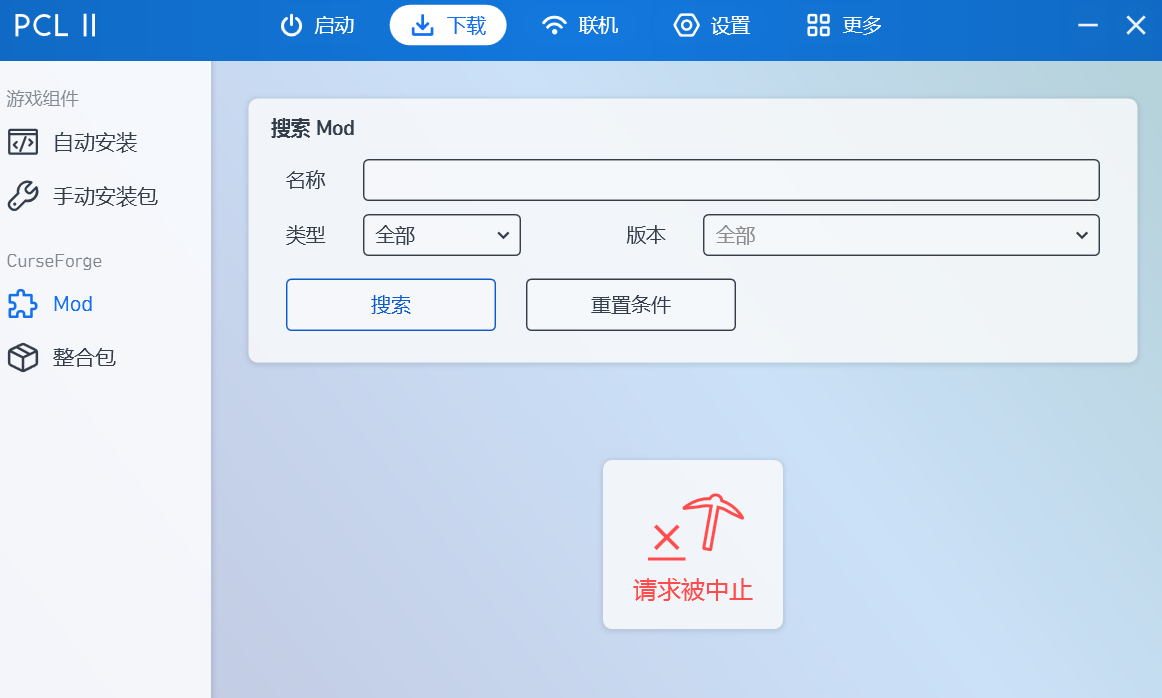 PCL II
启动
下载
联机
设置
更多
游戏组件
自动安装
手动安装包
CurseForge
Mod
整合包
搜索 Mod
名称
类型
全部
版本
全部
搜索
重置条件
请求被中止